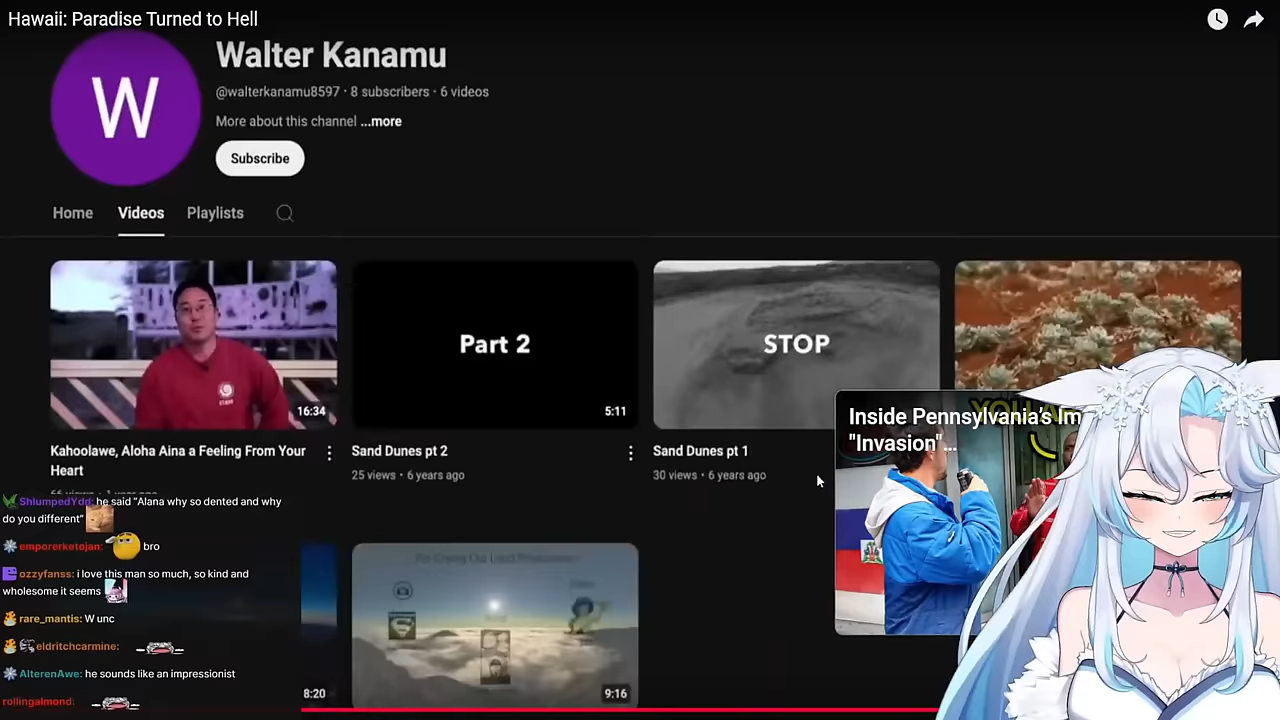 Hawaii: Paradise Turned to Hell
W
Walter Kanamu
@walterkanamu8597 · 8 subscribers · 6 videos
More about this channel ...more
Subscribe
Home Videos Playlists
16:34
Part 2
5:11
STOP
Kahoolawe, Aloha Aina a Feeling From Your
Heart
Sand Dunes pt 2
25 views · 6 years ago
Sand Dunes pt 1
30 views · 6 years ago
Inside Pennsylvania's Im
"Invasion"...
ShlumpedYdd: he said "Alana why so dented and why
do you different"
emporerketojan: bro
ozzyfanss: i love this man so much, so kind and
wholesome it seems
rare_mantis: W unc
eldritchcarmine:
AlterenAwe: he sounds like an impressionist
rollingalmond:
8:20
9:16